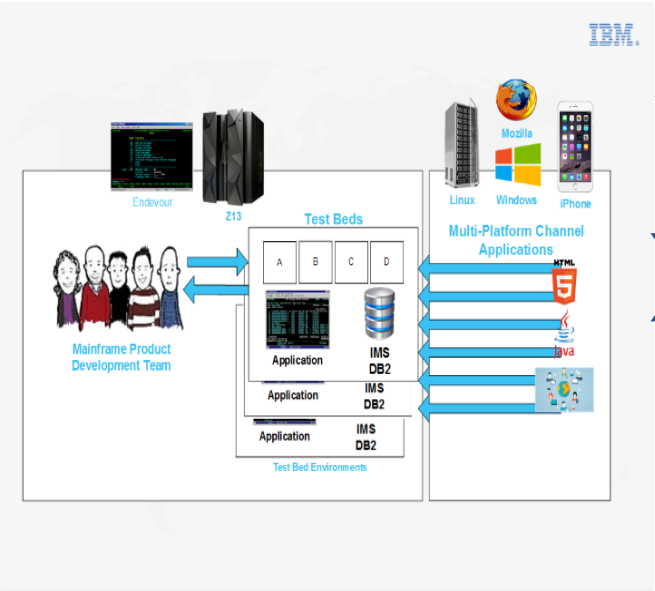 IBM.
Mozilla
Endevour
Z13
Linux
Windows
iPhone
Test Beds
Multi-Platform Channel
Applications
A
B
C
D
HTML
5
Mainframe Product
Development Team
Application
IMS
DB2
Java
Application
IMS
DB2
Application
IMS
DB2
Test Bed Environments